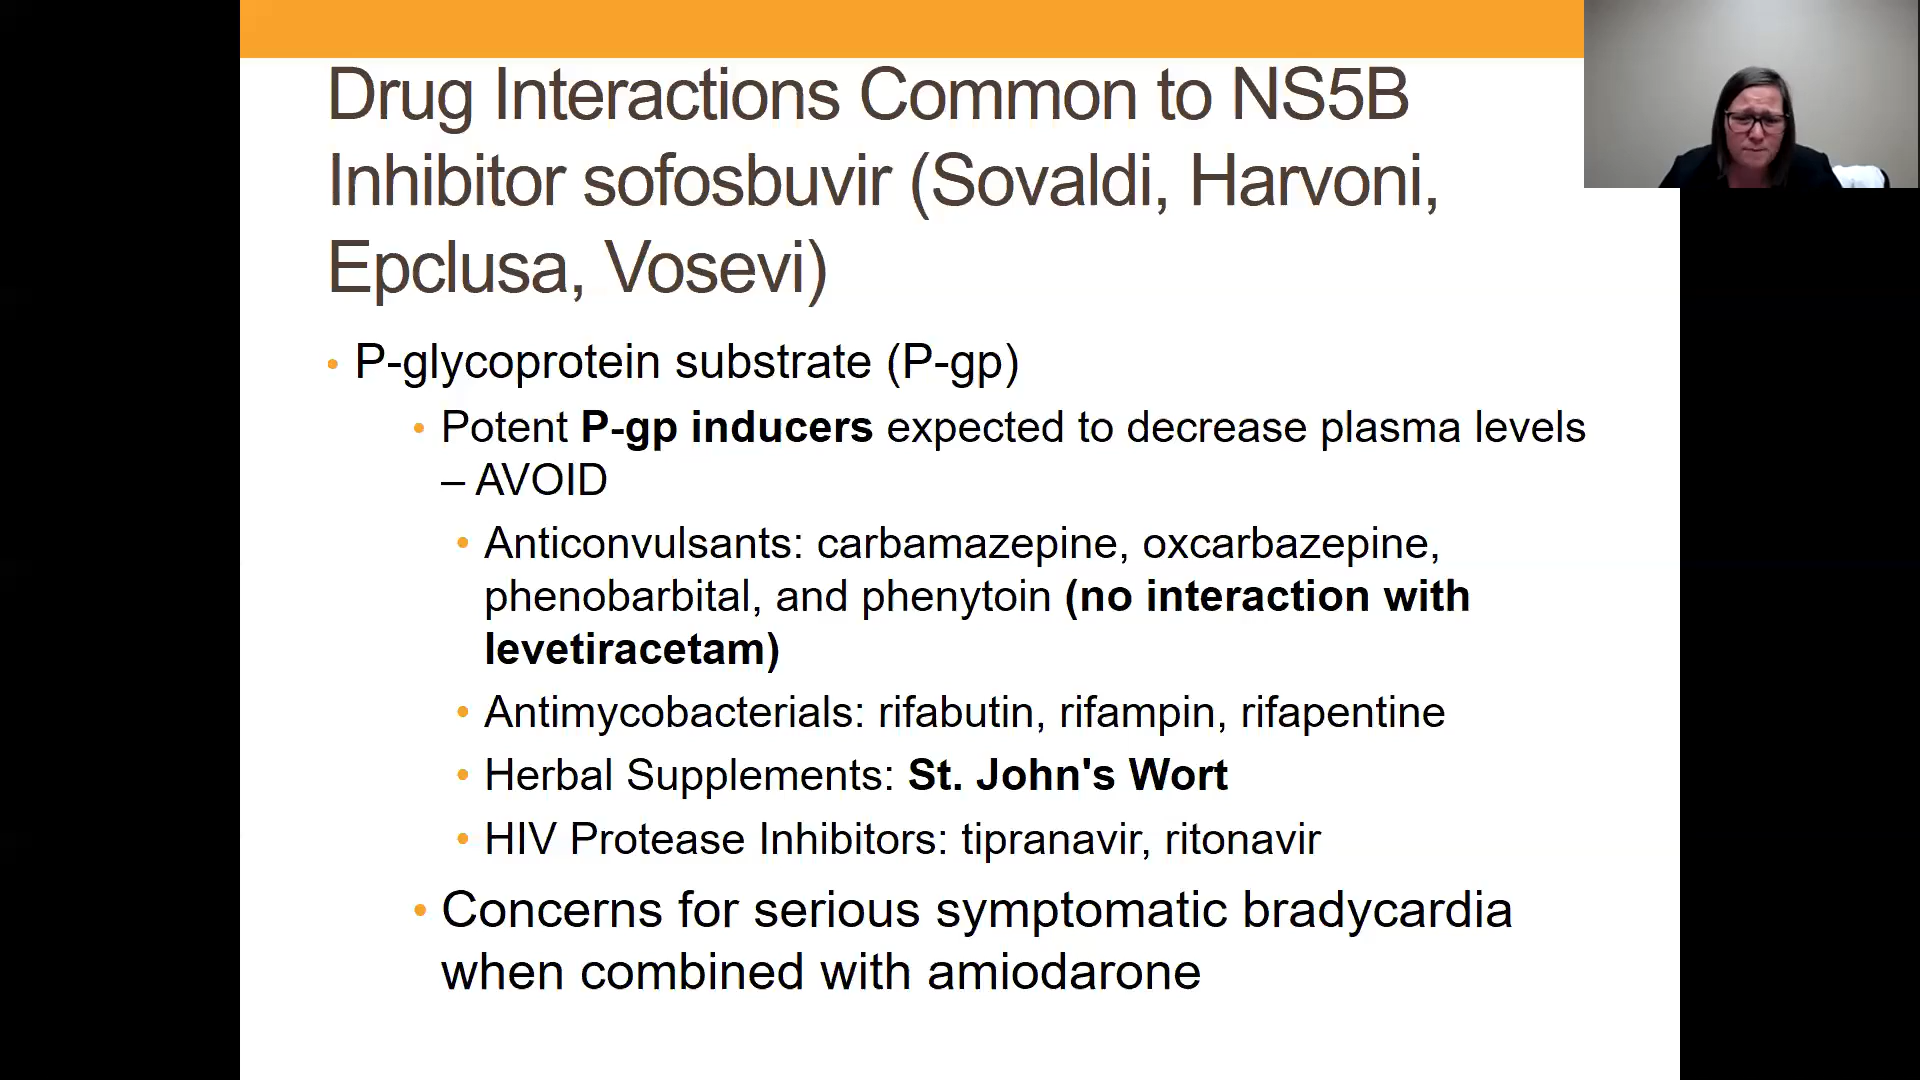 Drug Interactions Common to NS5B
Inhibitor sofosbuvir (Sovaldi, Harvoni,
Epclusa, Vosevi)
• P-glycoprotein substrate (P-gp)
• Potent P-gp inducers expected to decrease plasma levels
– AVOID
• Anticonvulsants: carbamazepine, oxcarbazepine,
phenobarbital, and phenytoin (no interaction with
levetiracetam)
• Antimycobacterials: rifabutin, rifampin, rifapentine
• Herbal Supplements: St. John's Wort
• HIV Protease Inhibitors: tipranavir, ritonavir
• Concerns for serious symptomatic bradycardia
when combined with amiodarone